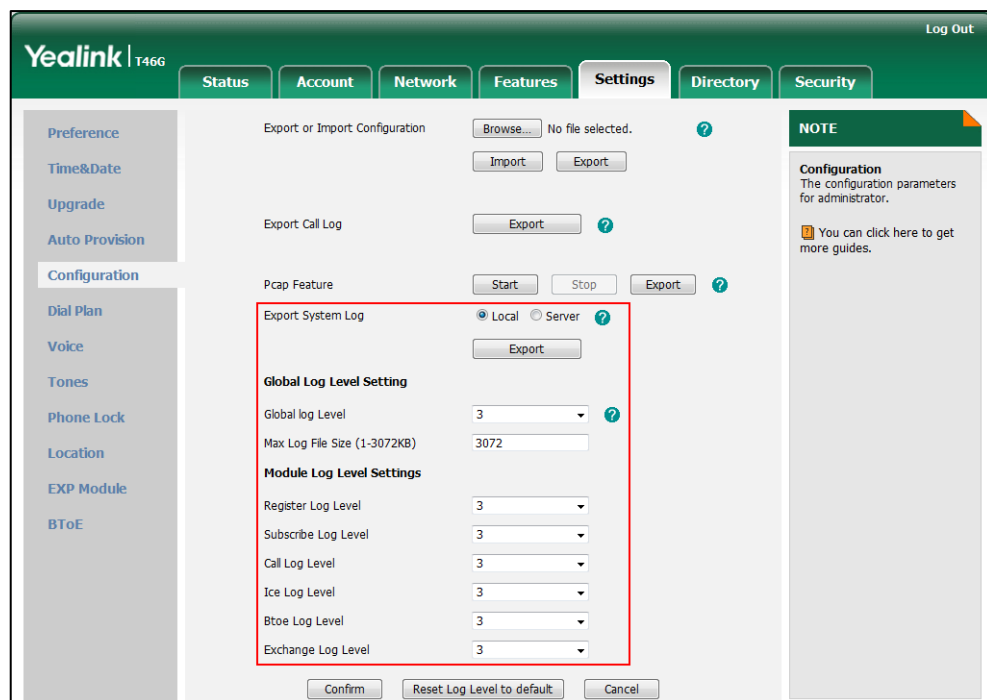 Log Out
Yealink | T46G
Status Account Network Features Settings Directory Security
Preference
Time&Date
Upgrade
Auto Provision
Configuration
Dial Plan
Voice
Tones
Phone Lock
Location
EXP Module
BToE
Export or Import Configuration Browse... No file selected. ?
Import Export
Export Call Log Export ?
Pcap Feature Start Stop Export ?
Export System Log Local Server ?
Export
Global Log Level Setting
Global log Level 3 ?
Max Log File Size (1-3072KB) 3072
Module Log Level Settings
Register Log Level 3
Subscribe Log Level 3
Call Log Level 3
Ice Log Level 3
Btoe Log Level 3
Exchange Log Level 3
Confirm Reset Log Level to default Cancel
NOTE
Configuration
The configuration parameters
for administrator.
? You can click here to get
more guides.